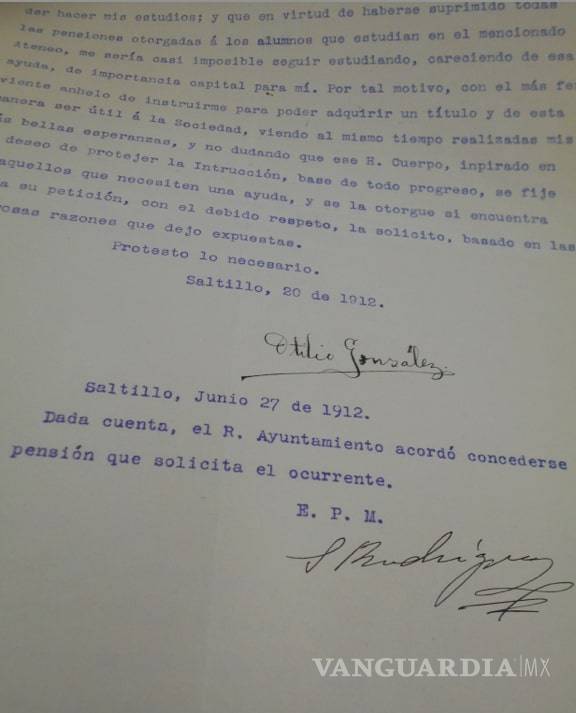 der hacer mis estudios; y que en virtud de haberse suprimido todas
las pensiones otorgadas á los alumnos que estudian en el mencionado
Ateneo, me sería casi imposible seguir estudiando, careciendo de esa
ayuda, de importancia capital para mí. Por tal motivo, con el más fer
viente anhelo de instruirme para poder adquirir un título y de esta
anera ser útil á la Sociedad, viendo al mismo tiempo realizadas mis
s bellas esperanzas, y no dudando que ese H. Cuerpo, inpirado en
deseo de protejer la Intrucción, base de todo progreso, se fije
aquellos que necesiten una ayuda, y se la otorgue si encuentra
a su petición, con el debido respeto, la solicito, basado en las
rosas razones que dejo expuestas.
Protesto lo necesario.
Saltillo, 20 de 1912.
Otilio González.
Saltillo, Junio 27 de 1912.
Dada cuenta, el R. Ayuntamiento acordó concederse
pensión que solicita el ocurrente.
E. P. M.
S Rodríguez
VANGUARDIA|MX